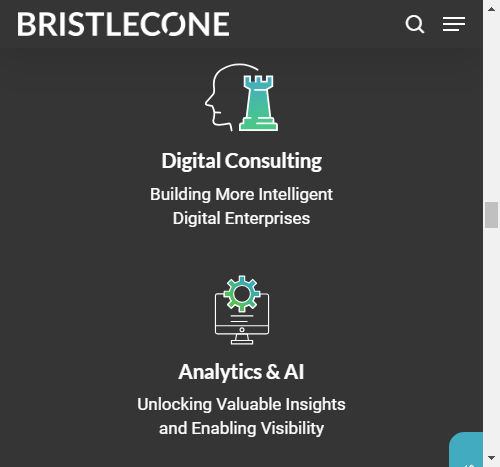 BRISTLECONE
Digital Consulting
Building More Intelligent
Digital Enterprises
Analytics & AI
Unlocking Valuable Insights
and Enabling Visibility